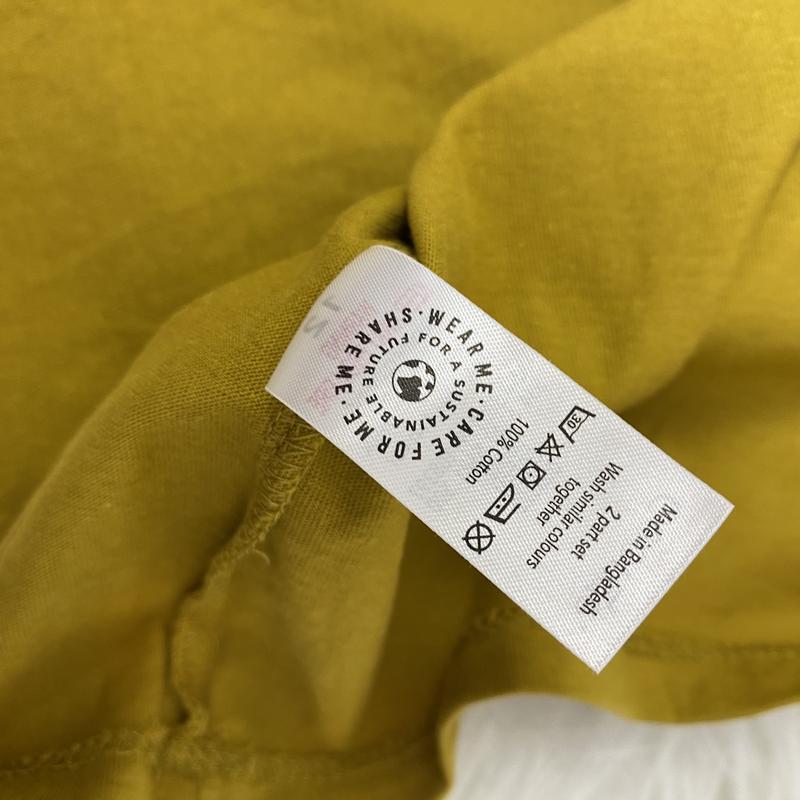 WEAR ME · CARE FOR ME · SHARE ME ·
FUTURE FOR A SUSTAINABLE
100% Cotton
30
Wash similar colours
together
2 part set
Made in Bangladesh